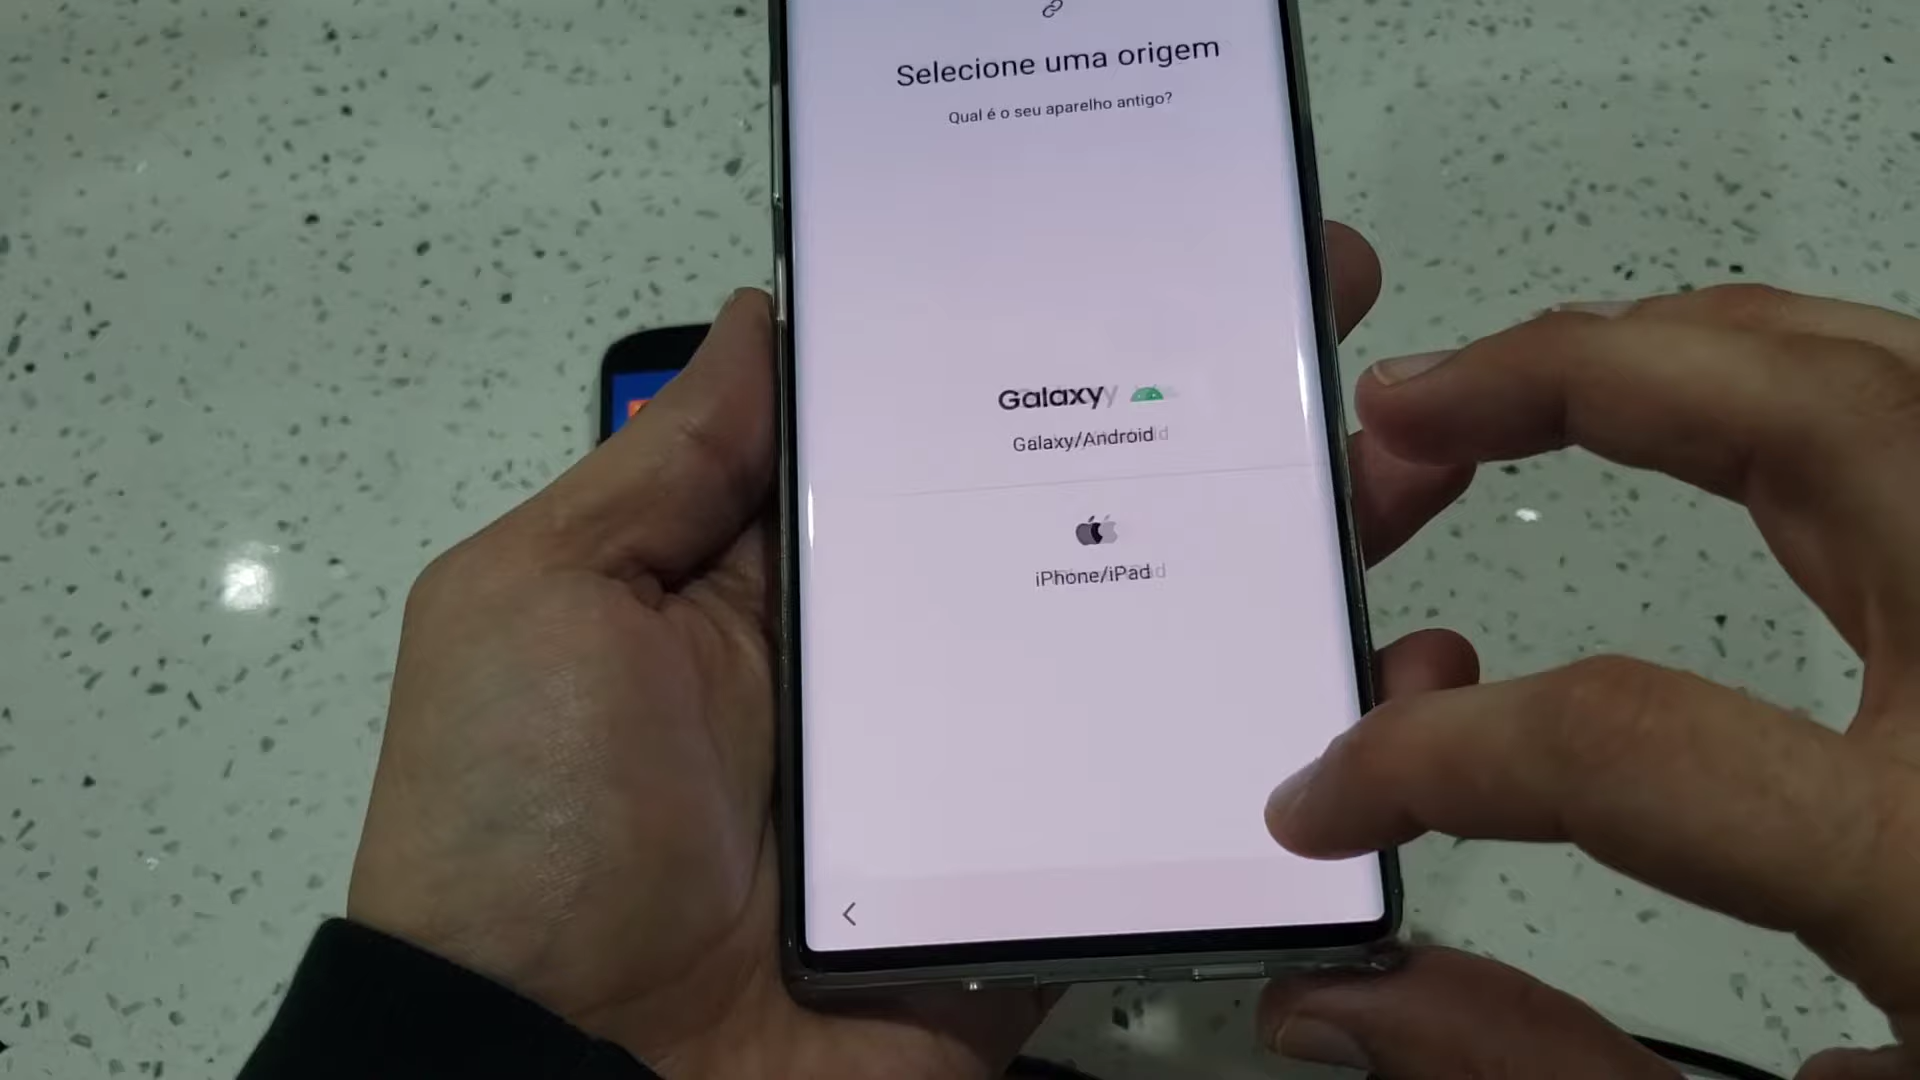 Selecione uma origem
Qual é o seu aparelho antigo?
Galaxy
Galaxy/Android
iPhone/iPad